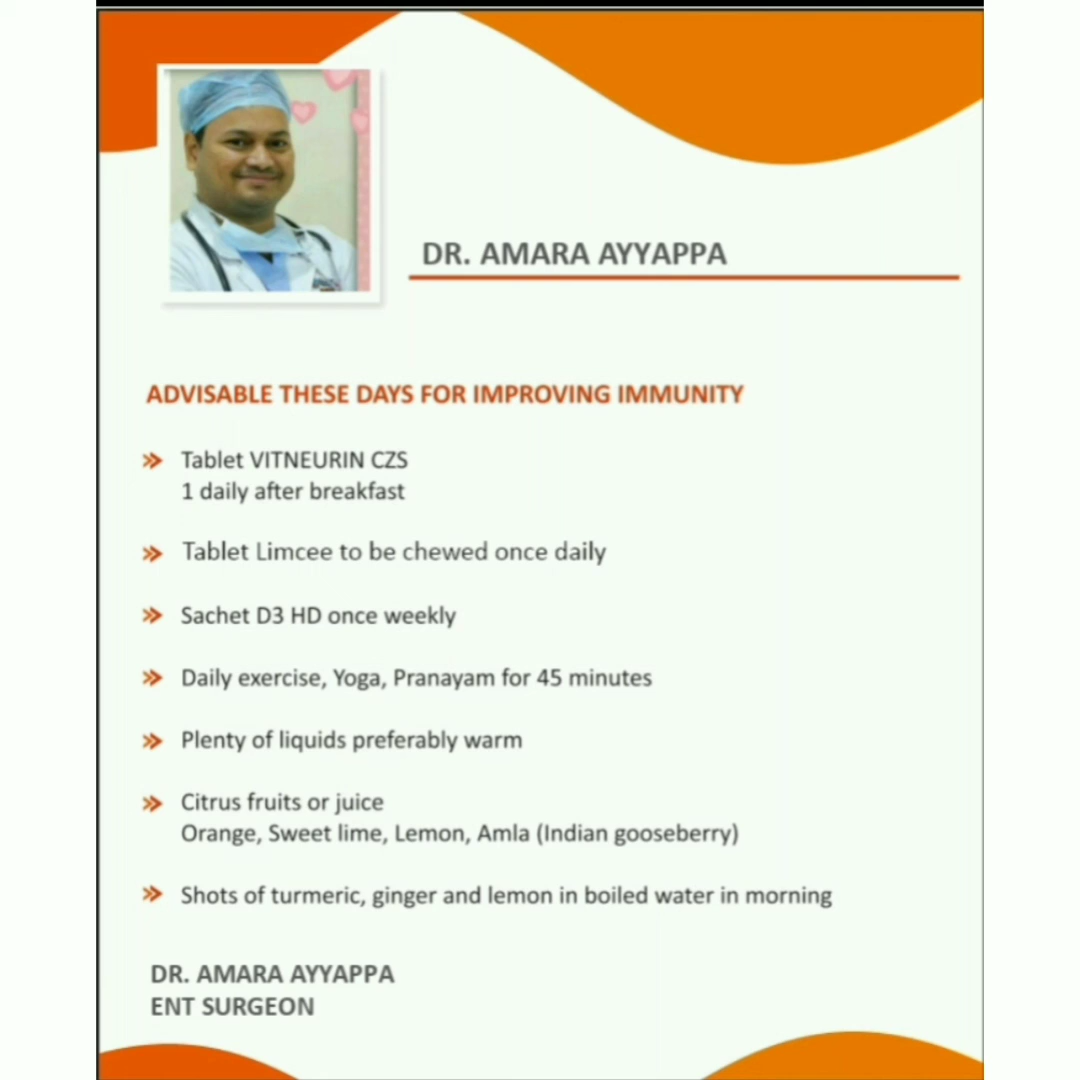 DR. AMARA AYYAPPA
ADVISABLE THESE DAYS FOR IMPROVING IMMUNITY
Tablet VITNEURIN CZS
1 daily after breakfast
Tablet Limcee to be chewed once daily
Sachet D3 HD once weekly
Daily exercise, Yoga, Pranayam for 45 minutes
Plenty of liquids preferably warm
Citrus fruits or juice
Orange, Sweet lime, Lemon, Amla (Indian gooseberry)
Shots of turmeric, ginger and lemon in boiled water in morning
DR. AMARA AYYAPPA
ENT SURGEON